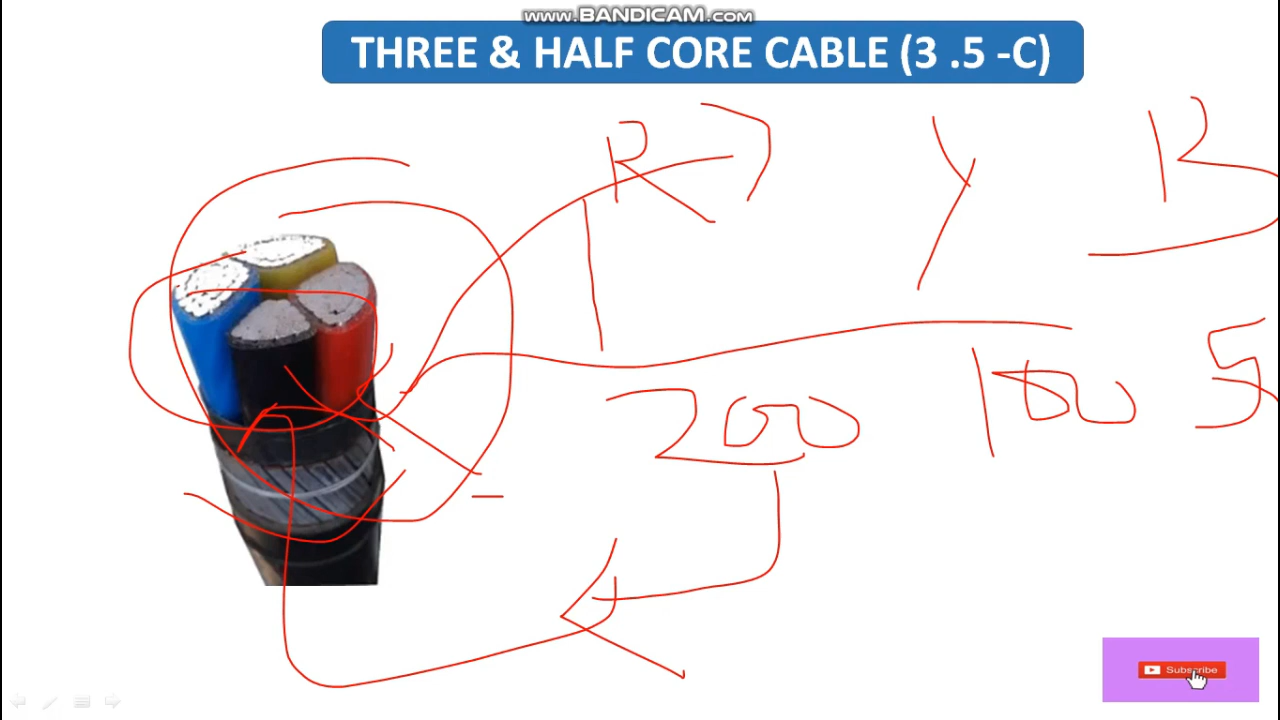 www.BANDICAM.com
THREE & HALF CORE CABLE (3 .5 -C)
R Y B
200 100 5
Subscribe